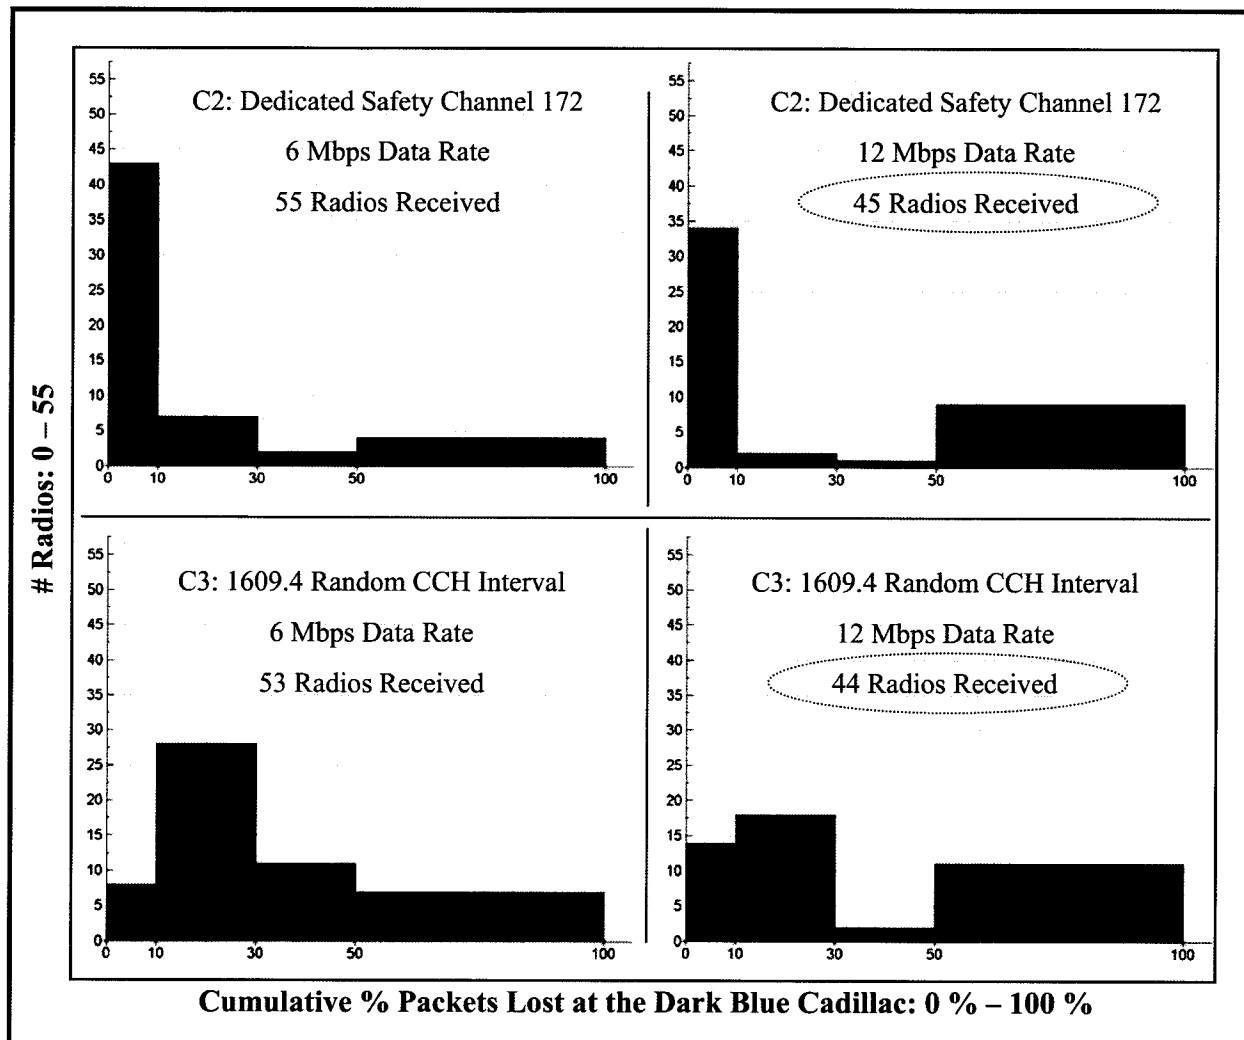 # Radios: 0 – 55
C2: Dedicated Safety Channel 172
6 Mbps Data Rate
55 Radios Received
55
50
45
40
35
30
25
20
15
10
5
0
0 10 30 50 100
C2: Dedicated Safety Channel 172
12 Mbps Data Rate
45 Radios Received
55
50
45
40
35
30
25
20
15
10
5
0
0 10 30 50 100
C3: 1609.4 Random CCH Interval
6 Mbps Data Rate
53 Radios Received
55
50
45
40
35
30
25
20
15
10
5
0
0 10 30 50 100
C3: 1609.4 Random CCH Interval
12 Mbps Data Rate
44 Radios Received
55
50
45
40
35
30
25
20
15
10
5
0
0 10 30 50 100
Cumulative % Packets Lost at the Dark Blue Cadillac: 0 % – 100 %